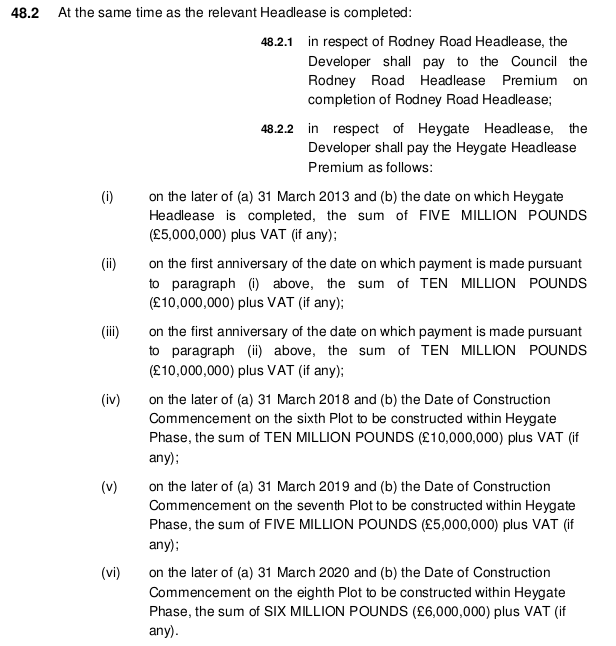 48.2 At the same time as the relevant Headlease is completed:
48.2.1 in respect of Rodney Road Headlease, the
Developer shall pay to the Council the
Rodney Road Headlease Premium on
completion of Rodney Road Headlease;
48.2.2 in respect of Heygate Headlease, the
Developer shall pay the Heygate Headlease
Premium as follows:
(i) on the later of (a) 31 March 2013 and (b) the date on which Heygate
Headlease is completed, the sum of FIVE MILLION POUNDS
(£5,000,000) plus VAT (if any);
(ii) on the first anniversary of the date on which payment is made pursuant
to paragraph (i) above, the sum of TEN MILLION POUNDS
(£10,000,000) plus VAT (if any);
(iii) on the first anniversary of the date on which payment is made pursuant
to paragraph (ii) above, the sum of TEN MILLION POUNDS
(£10,000,000) plus VAT (if any);
(iv) on the later of (a) 31 March 2018 and (b) the Date of Construction
Commencement on the sixth Plot to be constructed within Heygate
Phase, the sum of TEN MILLION POUNDS (£10,000,000) plus VAT (if
any);
(v) on the later of (a) 31 March 2019 and (b) the Date of Construction
Commencement on the seventh Plot to be constructed within Heygate
Phase, the sum of FIVE MILLION POUNDS (£5,000,000) plus VAT (if
any);
(vi) on the later of (a) 31 March 2020 and (b) the Date of Construction
Commencement on the eighth Plot to be constructed within Heygate
Phase, the sum of SIX MILLION POUNDS (£6,000,000) plus VAT (if
any).